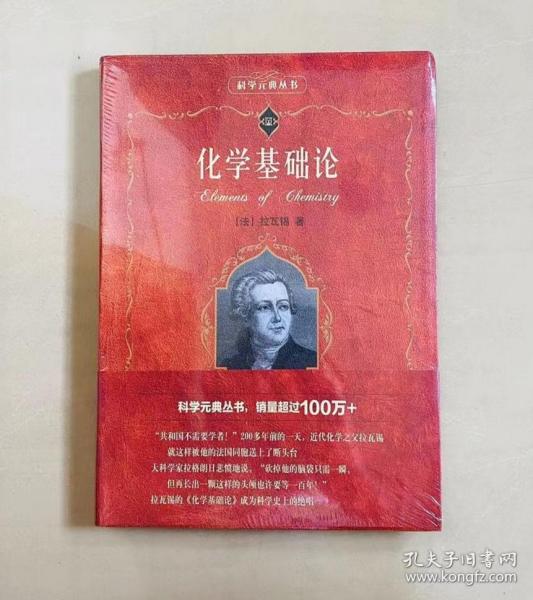 科学元典丛书
化学基础论
Elements of Chemistry
[法] 拉瓦锡 著
科学元典丛书，销量超过100万+
“共和国不需要学者！”200多年前的一天，近代化学之父拉瓦锡
就这样被他的法国同胞送上了断头台
大科学家拉格朗日悲愤地说，“砍掉他的脑袋只需一瞬，
但再长出一颗这样的头颅也许要等一百年！”
拉瓦锡的《化学基础论》成为科学史上的绝唱
孔夫子旧书网
www.kongfz.com